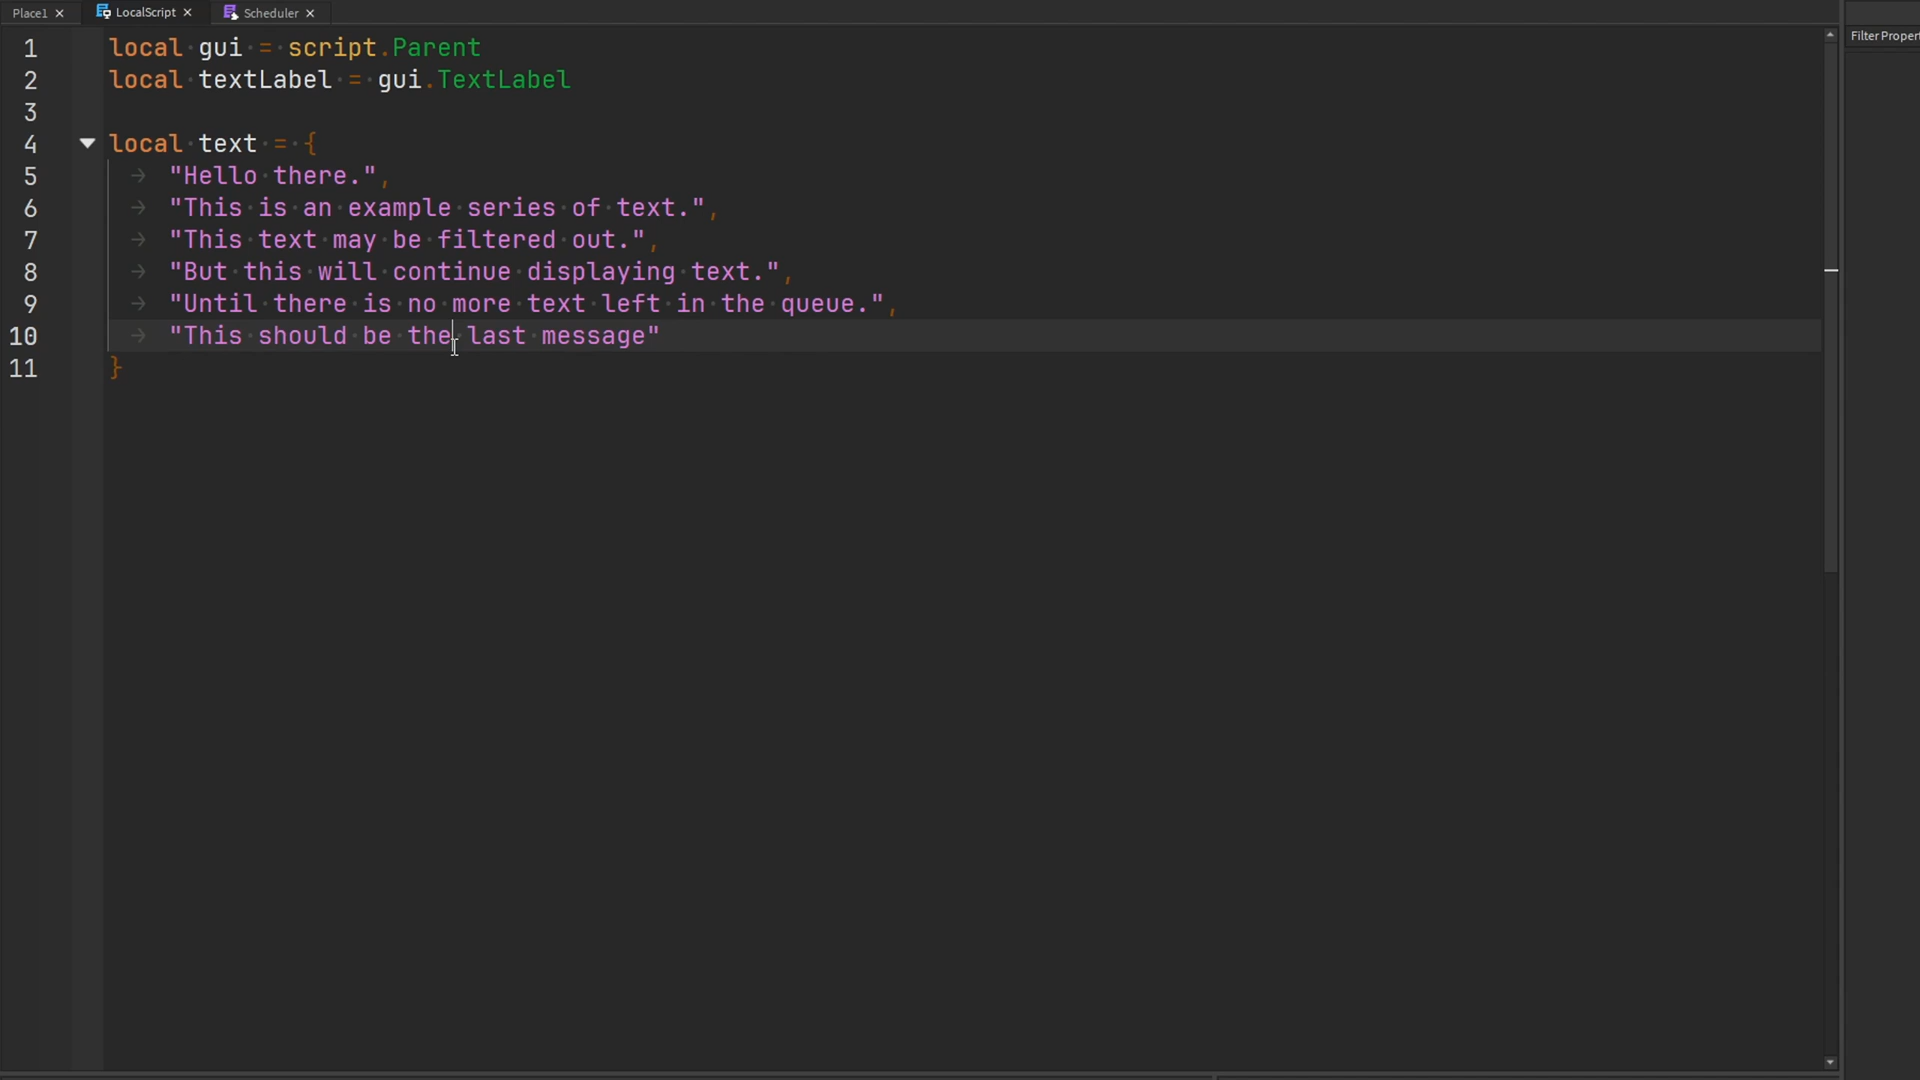 Place1 × LocalScript × Scheduler ×
Filter Proper
1 local gui = script.Parent
2 local textLabel = gui.TextLabel
3
4 local text = {
5 "Hello there.",
6 "This is an example series of text.",
7 "This text may be filtered out.",
8 "But this will continue displaying text.",
9 "Until there is no more text left in the queue.",
10 "This should be the last message"
11 }